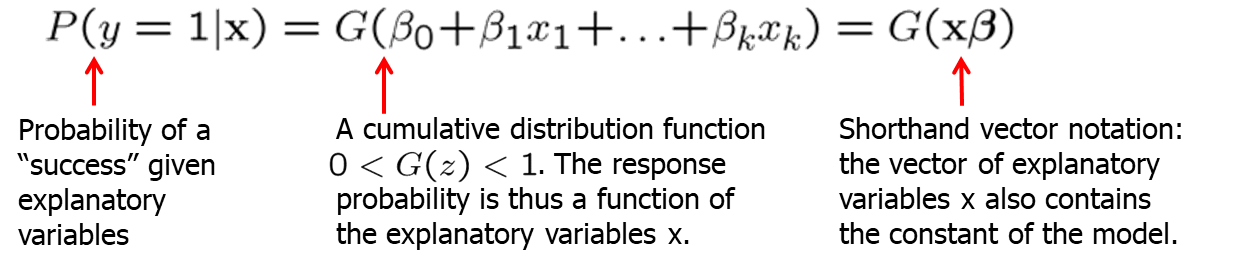 P(y = 1|x) = G(β₀+β₁x₁+...+βₖxₖ) = G(xβ)
Probability of a
“success” given
explanatory
variables
A cumulative distribution function
0 < G(z) < 1. The response
probability is thus a function of
the explanatory variables x.
Shorthand vector notation:
the vector of explanatory
variables x also contains
the constant of the model.